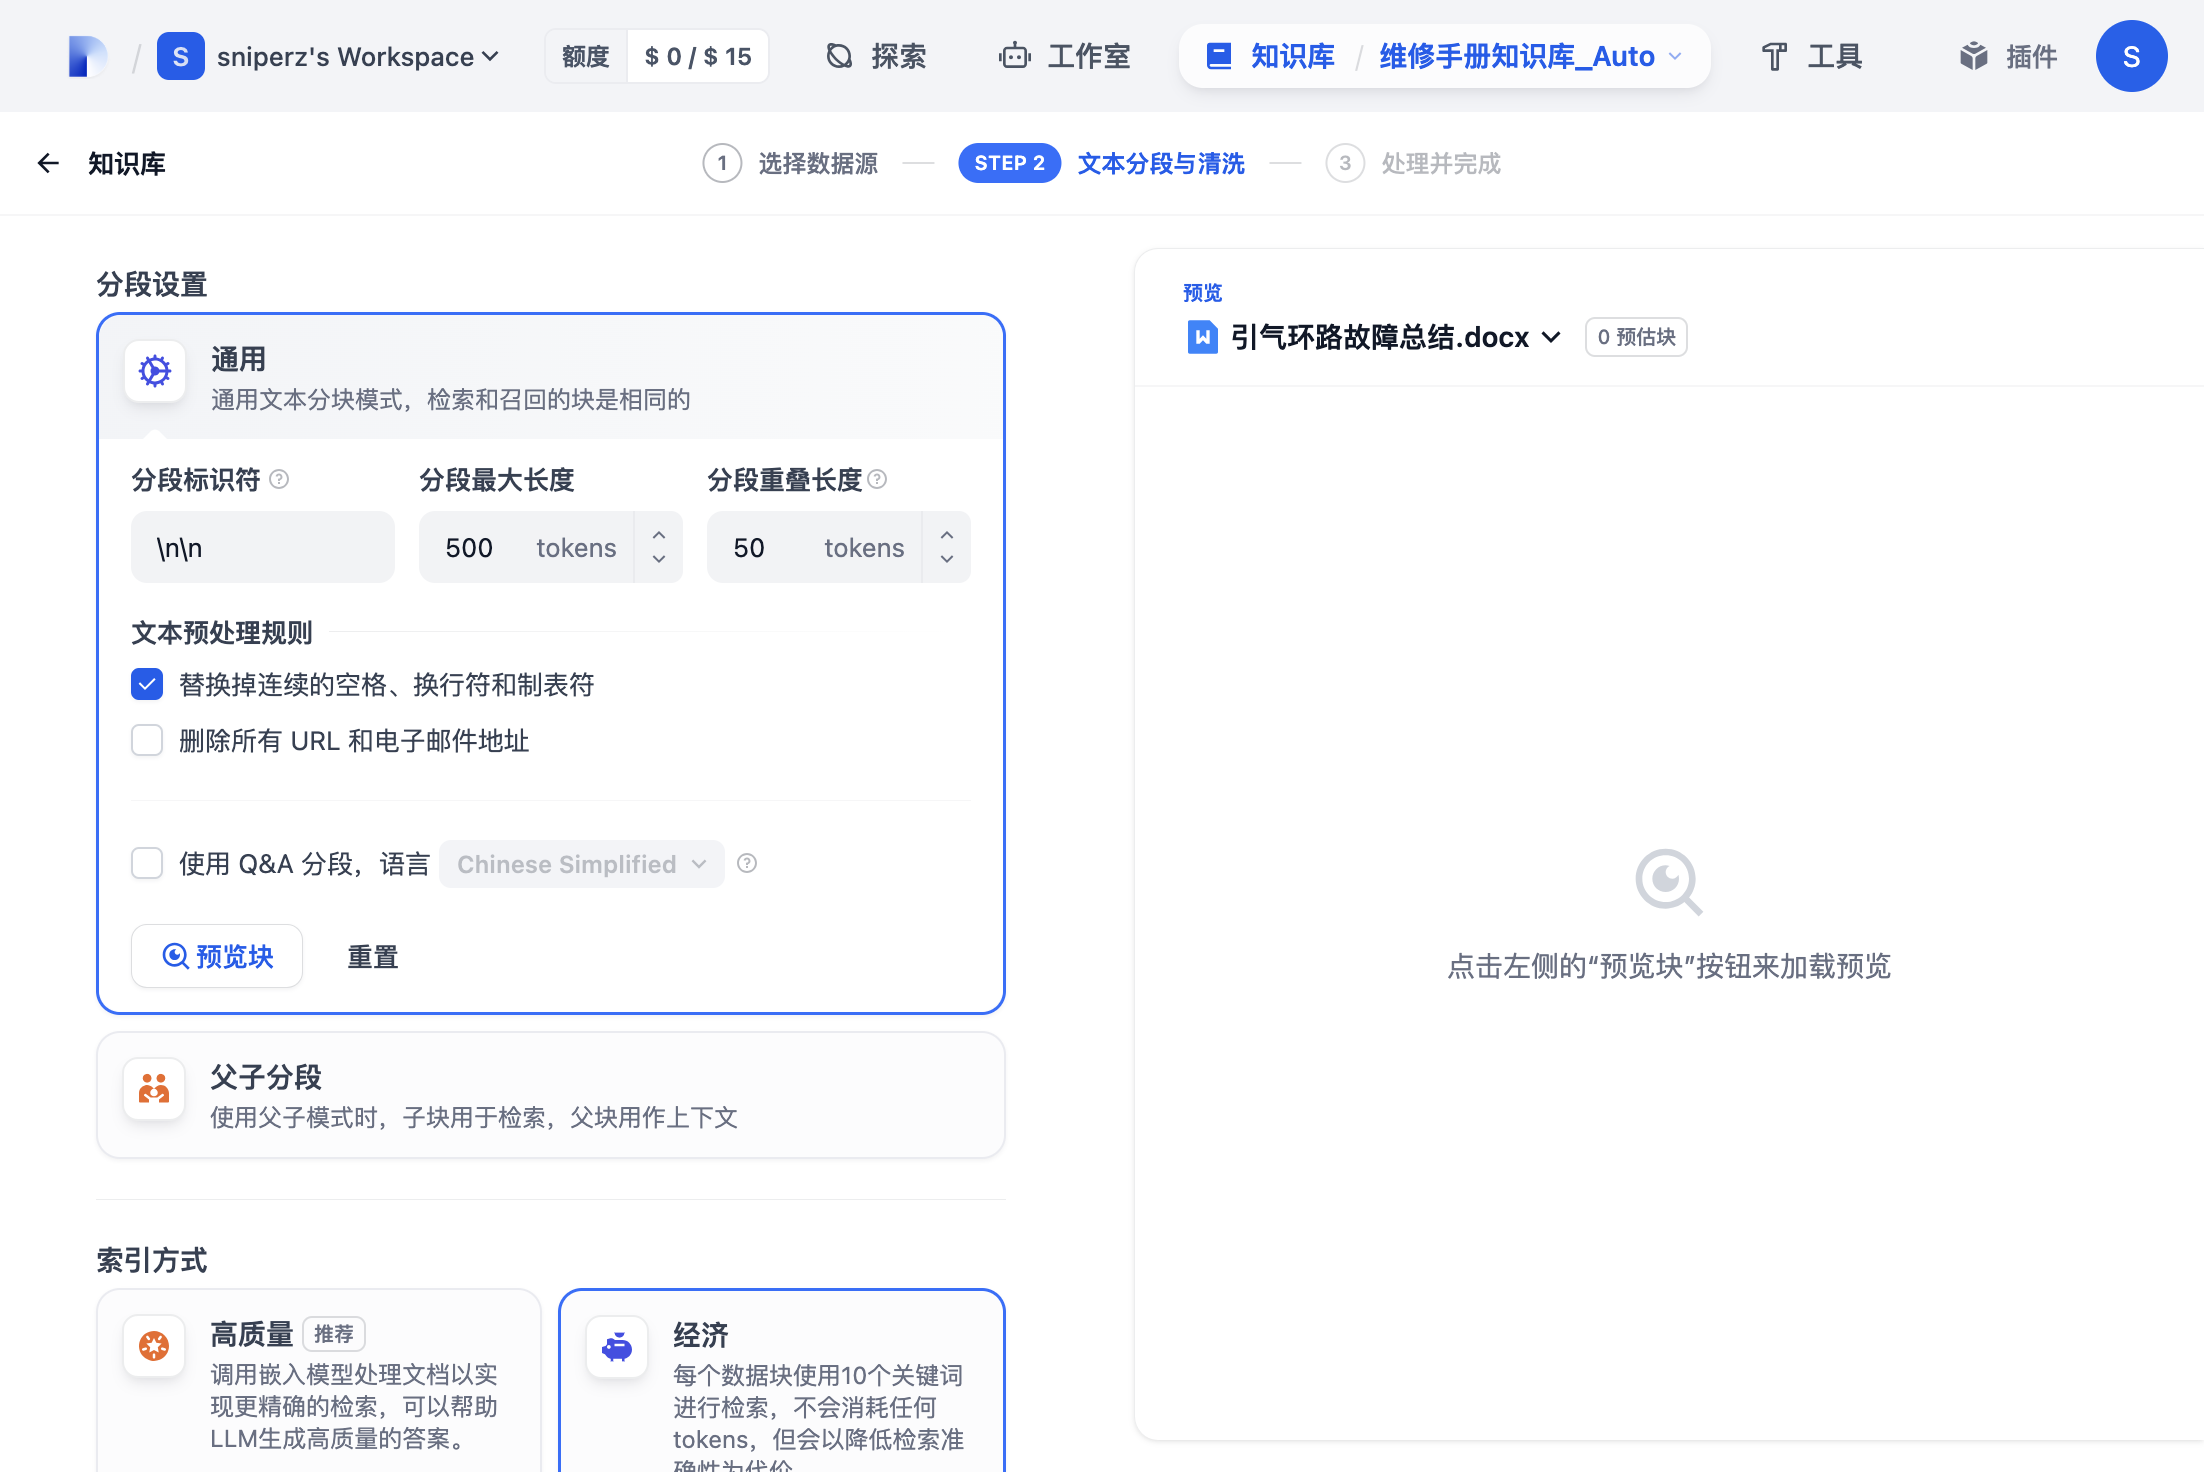 S sniperz's Workspace 额度 $ 0 / $ 15 探索 工作室 知识库 / 维修手册知识库_Auto 工具 插件 S
知识库 1 选择数据源 STEP 2 文本分段与清洗 3 处理并完成
分段设置
通用
通用文本分块模式，检索和召回的块是相同的
分段标识符 分段最大长度 分段重叠长度
\n\n 500 tokens 50 tokens
文本预处理规则
替换掉连续的空格、换行符和制表符
删除所有 URL 和电子邮件地址
使用 Q&A 分段，语言 Chinese Simplified
预览块 重置
父子分段
使用父子模式时，子块用于检索，父块用作上下文
索引方式
高质量 推荐
调用嵌入模型处理文档以实
现更精确的检索，可以帮助
LLM生成高质量的答案。
经济
每个数据块使用10个关键词
进行检索，不会消耗任何
tokens，但会以降低检索准
确性为代价
预览
引气环路故障总结.docx 0 预估块
点击左侧的“预览块”按钮来加载预览